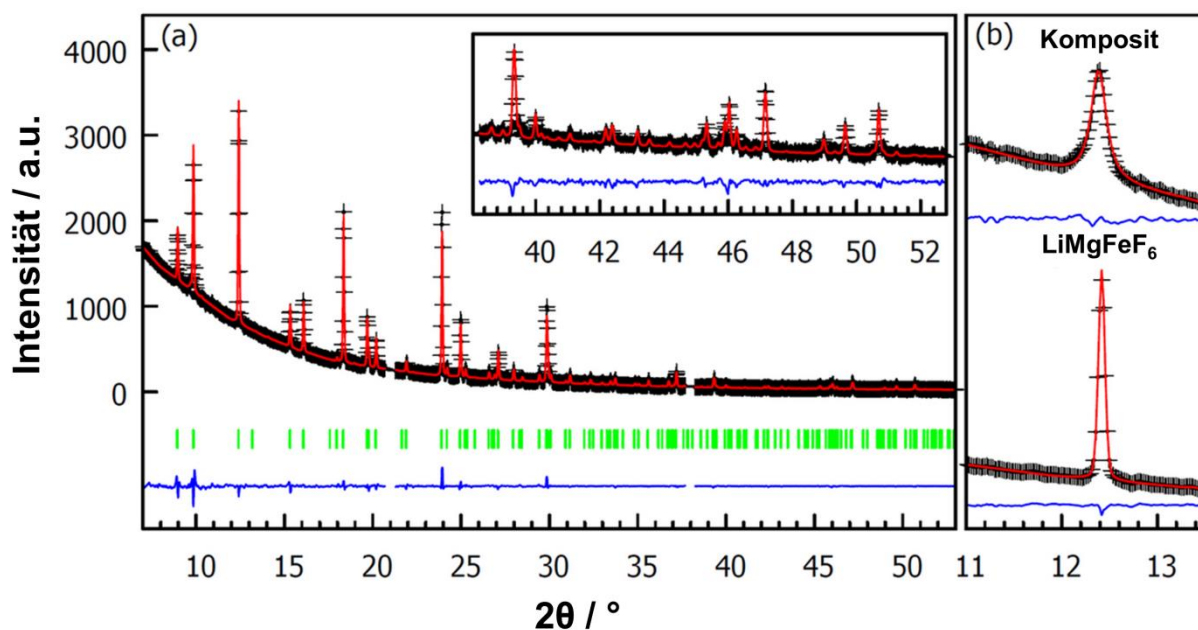 (a)
(b)
Intensität / a.u.
4000
3000
2000
1000
0
40 42 44 46 48 50 52
Komposit
LiMgFeF₆
10 15 20 25 30 35 40 45 50
11 12 13
2θ / °